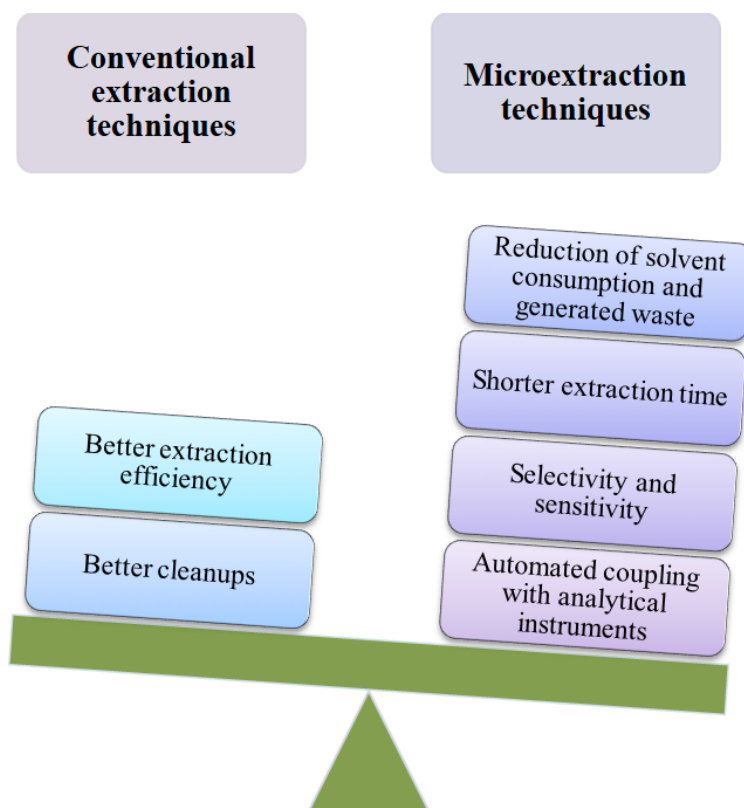 Conventional
extraction
techniques
Microextraction
techniques
Better extraction
efficiency
Better cleanups
Reduction of solvent
consumption and
generated waste
Shorter extraction time
Selectivity and
sensitivity
Automated coupling
with analytical
instruments